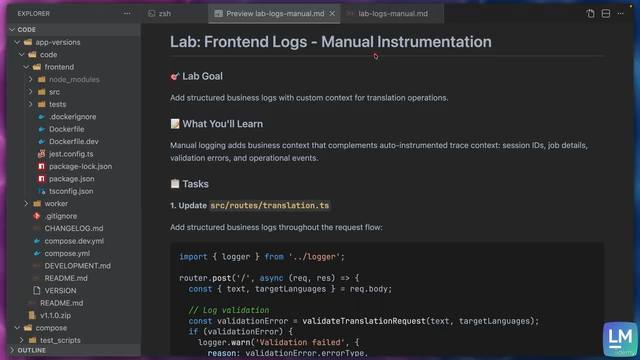 EXPLORER
CODE
app-versions
code
frontend
node_modules
src
tests
.dockerignore
Dockerfile
Dockerfile.dev
jest.config.ts
package-lock.json
package.json
tsconfig.json
worker
.gitignore
CHANGELOG.md
compose.dev.yml
compose.yml
DEVELOPMENT.md
README.md
VERSION
README.md
v1.1.0.zip
compose
test_scripts
OUTLINE
zsh
Preview lab-logs-manual.md
lab-logs-manual.md
Lab: Frontend Logs - Manual Instrumentation
Lab Goal
Add structured business logs with custom context for translation operations.
What You'll Learn
Manual logging adds business context that complements auto-instrumented trace context: session IDs, job details,
validation errors, and operational events.
Tasks
1. Update src/routes/translation.ts
Add structured business logs throughout the request flow:
import { logger } from '../logger';
router.post('/', async (req, res) => {
const { text, targetLanguages } = req.body;
// Log validation
const validationError = validateTranslationRequest(text, targetLanguages);
if (validationError) {
logger.warn('Validation failed', {
reason: validationError.errorType,
LM